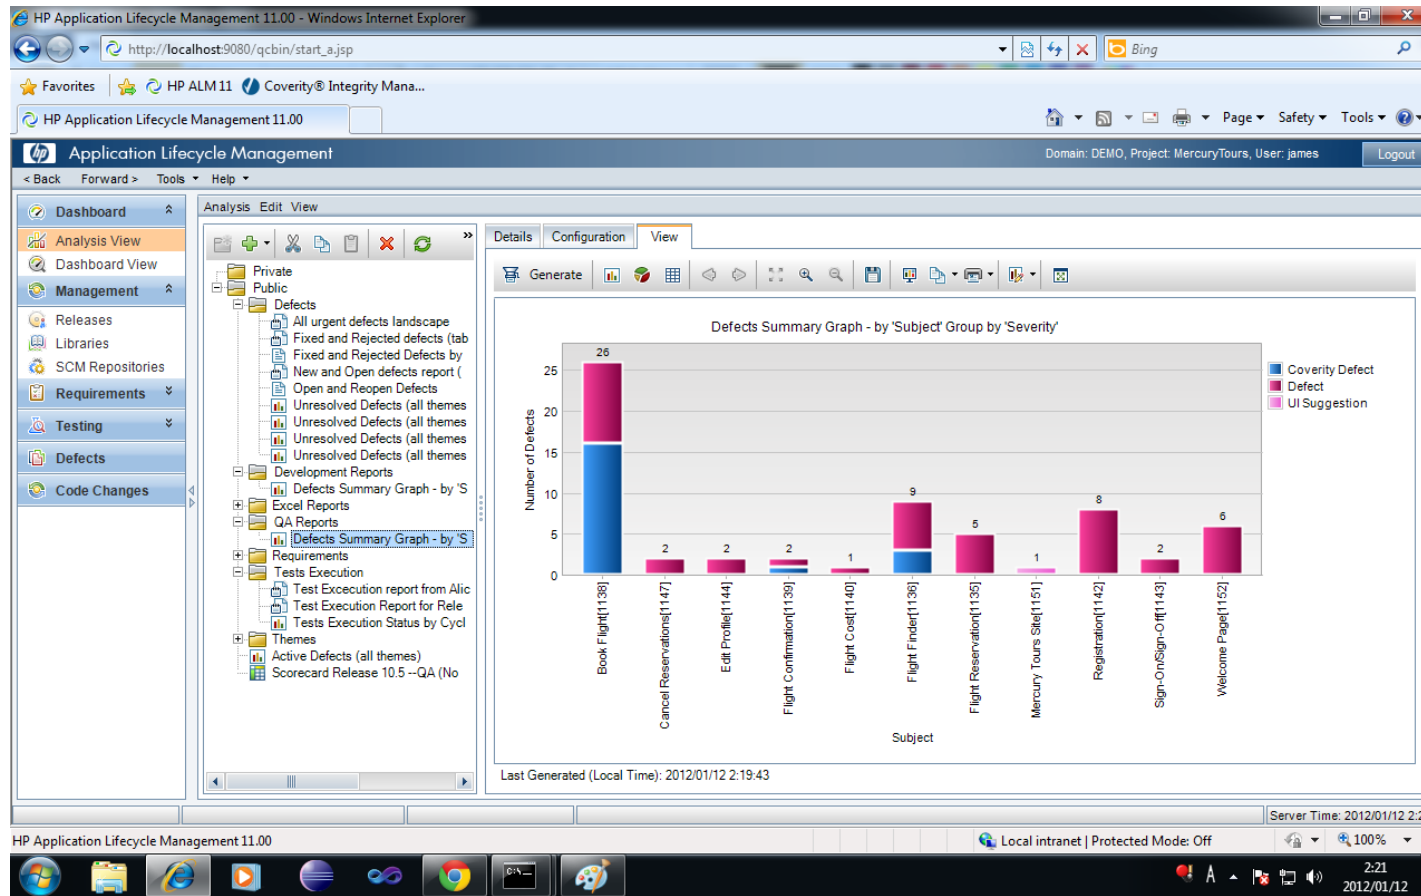 HP Application Lifecycle Management 11.00 - Windows Internet Explorer
http://localhost:9080/qcbin/start_a.jsp
Bing
Favorites
HP ALM 11
Coverity® Integrity Mana...
HP Application Lifecycle Management 11.00
Page
Safety
Tools
hp
Application Lifecycle Management
Domain: DEMO, Project: MercuryTours, User: james
Logout
< Back Forward > Tools Help
Dashboard
Analysis View
Dashboard View
Management
Releases
Libraries
SCM Repositories
Requirements
Testing
Defects
Code Changes
Analysis Edit View
»
Private
Public
Defects
All urgent defects landscape
Fixed and Rejected defects (tab
Fixed and Rejected Defects by
New and Open defects report (
Open and Reopen Defects
Unresolved Defects (all themes
Unresolved Defects (all themes
Unresolved Defects (all themes
Unresolved Defects (all themes
Development Reports
Defects Summary Graph - by 'S
Excel Reports
QA Reports
Defects Summary Graph - by 'S
Requirements
Tests Execution
Test Excecution report from Alic
Test Execution Report for Rele
Tests Execution Status by Cycl
Themes
Active Defects (all themes)
Scorecard Release 10.5 --QA (No
Details Configuration View
Generate
Defects Summary Graph - by 'Subject' Group by 'Severity'
Number of Defects
25
20
15
10
5
0
26
2
2
2
1
9
5
1
8
2
6
Book Flight[1138]
Cancel Reservations[1147]
Edit Profile[1144]
Flight Confirmation[1139]
Flight Cost[1140]
Flight Finder[1136]
Flight Reservation[1135]
Mercury Tours Site[1151]
Registration[1142]
Sign-On/Sign-Off[1143]
Welcome Page[1152]
Subject
Coverity Defect
Defect
UI Suggestion
Last Generated (Local Time): 2012/01/12 2:19:43
Server Time: 2012/01/12 2:2
HP Application Lifecycle Management 11.00
Local intranet | Protected Mode: Off
100%
C:\
A
2:21
2012/01/12